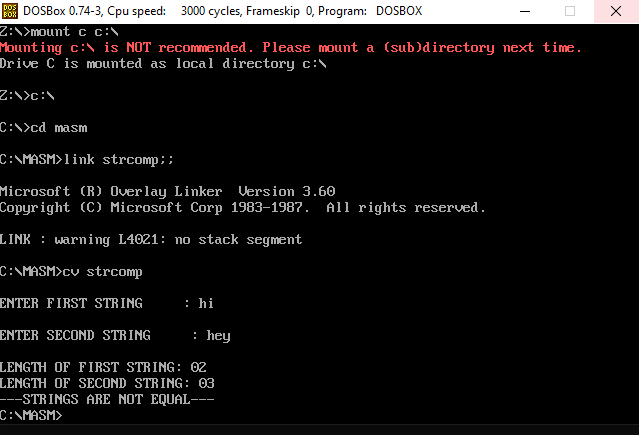 DOSBox 0.74-3, Cpu speed: 3000 cycles, Frameskip 0, Program: DOSBOX
Z:\>mount c c:\
Mounting c:\ is NOT recommended. Please mount a (sub)directory next time.
Drive C is mounted as local directory c:\
Z:\>c:\
C:\>cd masm
C:\MASM>link strcomp;;
Microsoft (R) Overlay Linker  Version 3.60
Copyright (C) Microsoft Corp 1983-1987.  All rights reserved.
LINK : warning L4021: no stack segment
C:\MASM>cv strcomp
ENTER FIRST STRING     : hi
ENTER SECOND STRING     : hey
LENGTH OF FIRST STRING: 02
LENGTH OF SECOND STRING: 03
---STRINGS ARE NOT EQUAL---
C:\MASM>